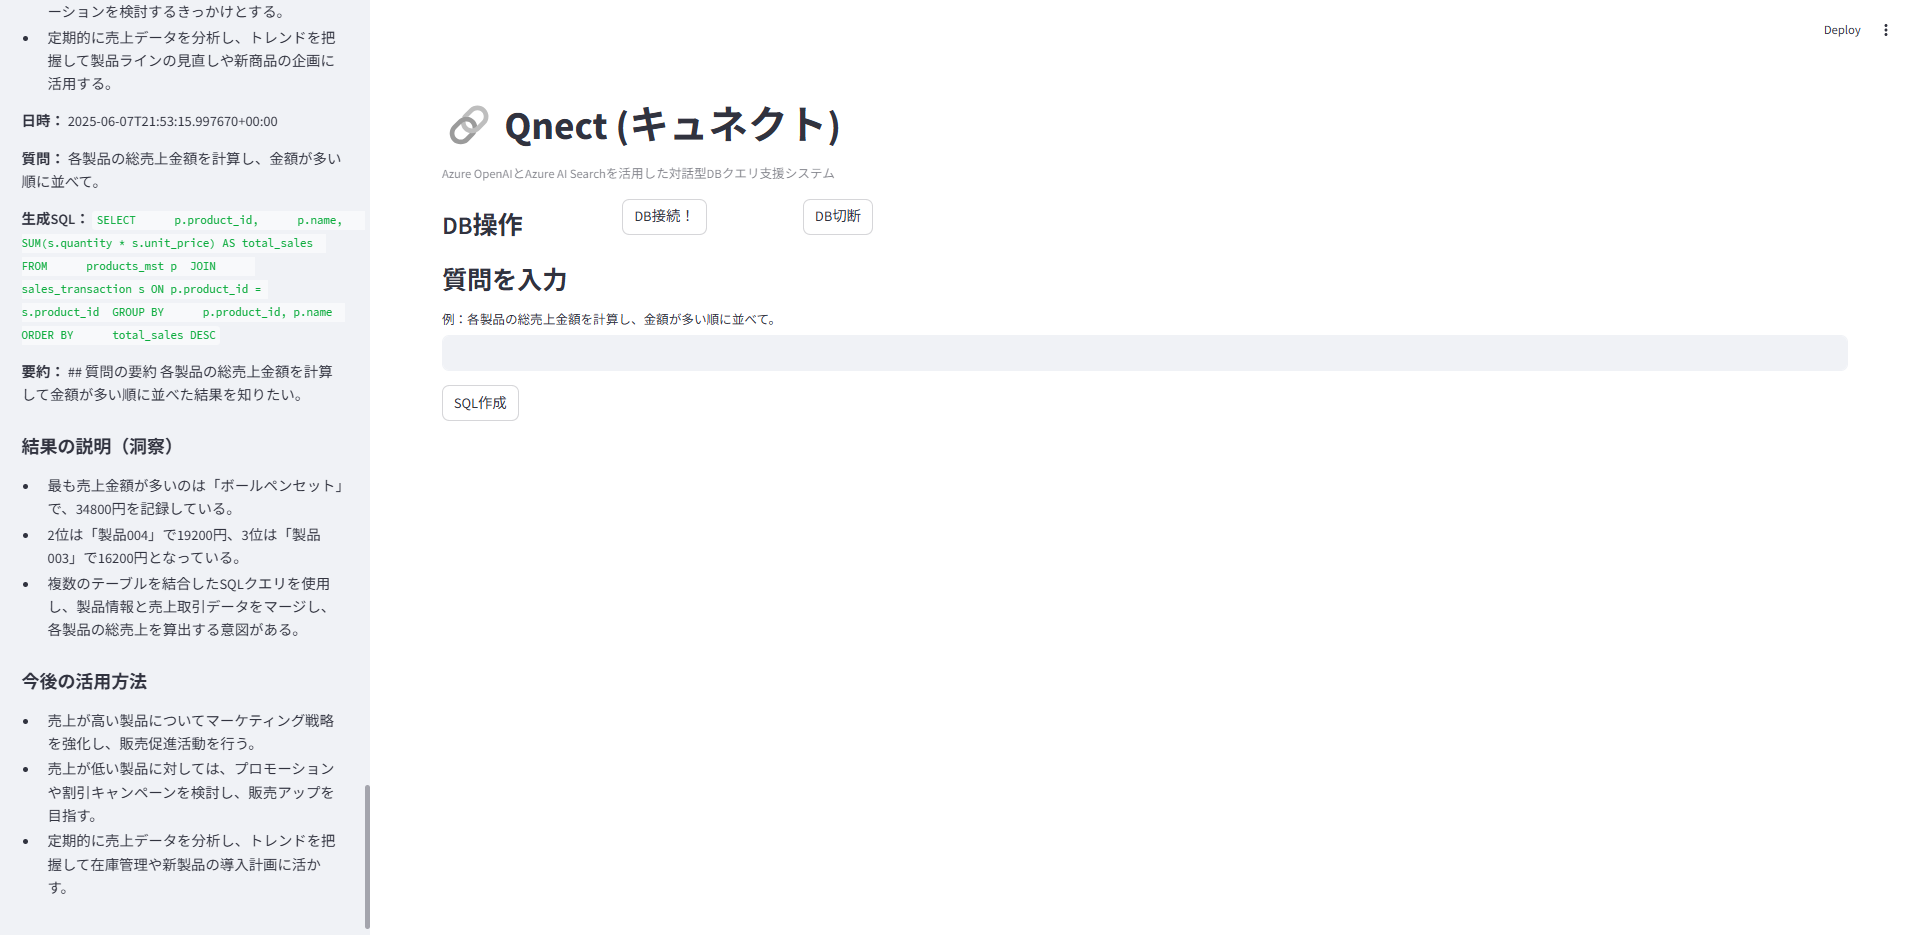 ーションを検討するきっかけとする。
定期的に売上データを分析し、トレンドを把
握して製品ラインの見直しや新商品の企画に
活用する。
日時： 2025-06-07T21:53:15.997670+00:00
質問： 各製品の総売上金額を計算し、金額が多い
順に並べて。
生成SQL： SELECT p.product_id, p.name,
SUM(s.quantity * s.unit_price) AS total_sales
FROM products_mst p JOIN
sales_transaction s ON p.product_id =
s.product_id GROUP BY p.product_id, p.name
ORDER BY total_sales DESC
要約： ## 質問の要約 各製品の総売上金額を計算
して金額が多い順に並べた結果を知りたい。
結果の説明（洞察）
最も売上金額が多いのは「ボールペンセット」
で、34800円を記録している。
2位は「製品004」で19200円、3位は「製品
003」で16200円となっている。
複数のテーブルを結合したSQLクエリを使用
し、製品情報と売上取引データをマージし、
各製品の総売上を算出する意図がある。
今後の活用方法
売上が高い製品についてマーケティング戦略
を強化し、販売促進活動を行う。
売上が低い製品に対しては、プロモーション
や割引キャンペーンを検討し、販売アップを
目指す。
定期的に売上データを分析し、トレンドを把
握して在庫管理や新製品の導入計画に活か
す。
Deploy
Qnect (キュネクト)
Azure OpenAIとAzure AI Searchを活用した対話型DBクエリ支援システム
DB操作
DB接続！
DB切断
質問を入力
例：各製品の総売上金額を計算し、金額が多い順に並べて。
SQL作成